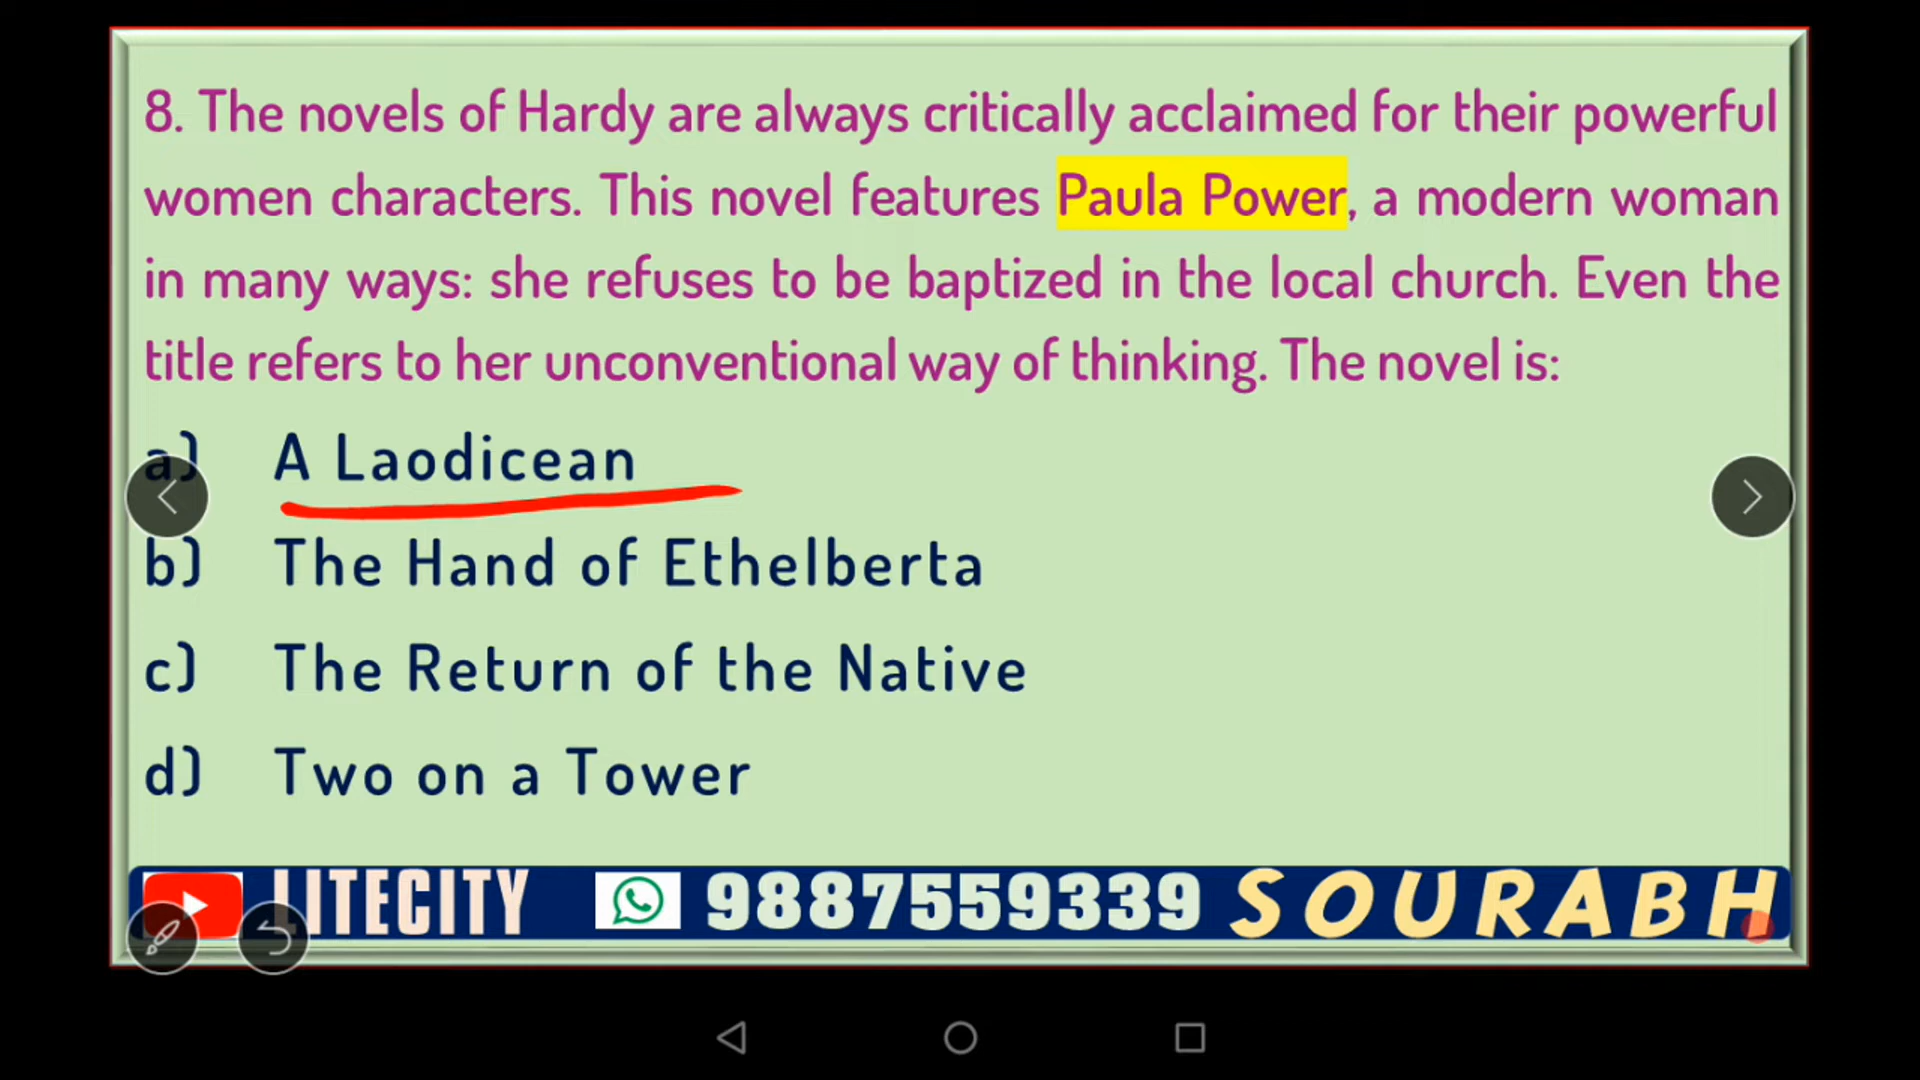 8. The novels of Hardy are always critically acclaimed for their powerful
women characters. This novel features Paula Power, a modern woman
in many ways: she refuses to be baptized in the local church. Even the
title refers to her unconventional way of thinking. The novel is:
a) A Laodicean
b) The Hand of Ethelberta
c) The Return of the Native
d) Two on a Tower
LITECITY 9887559339 SOURABH